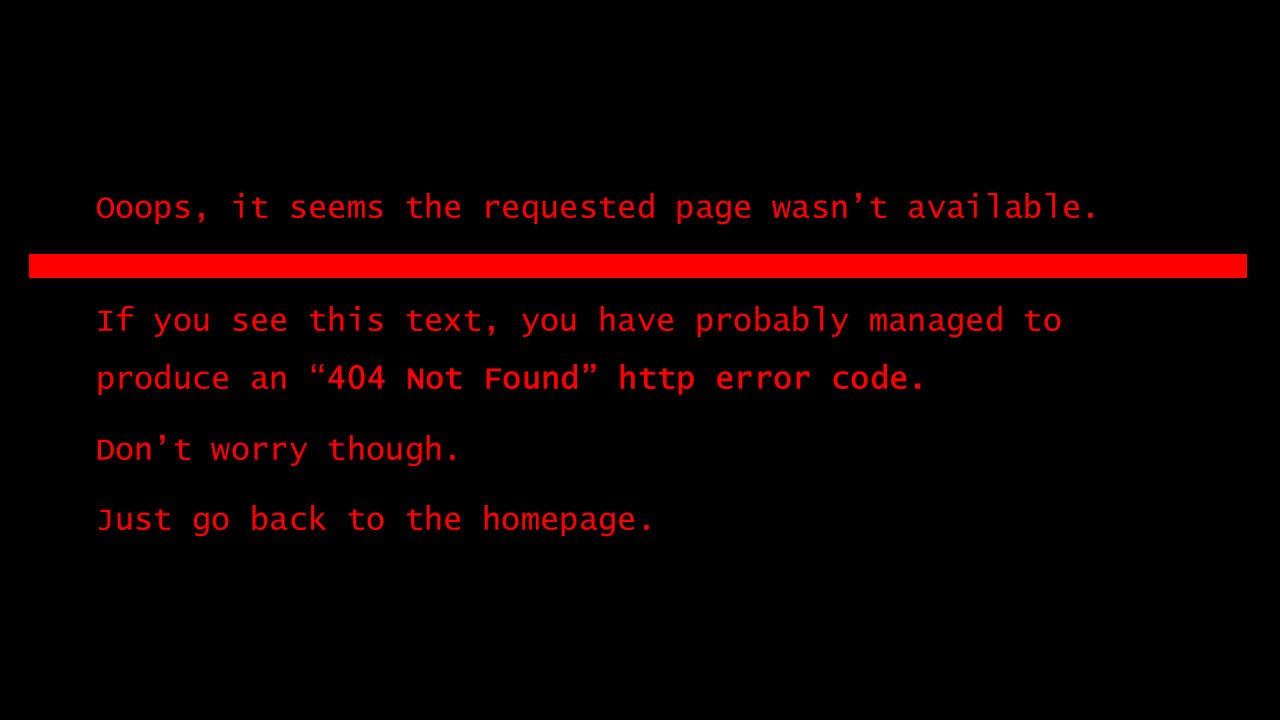 Ooops, it seems the requested page wasn’t available.
If you see this text, you have probably managed to
produce an “404 Not Found” http error code.
Don’t worry though.
Just go back to the homepage.